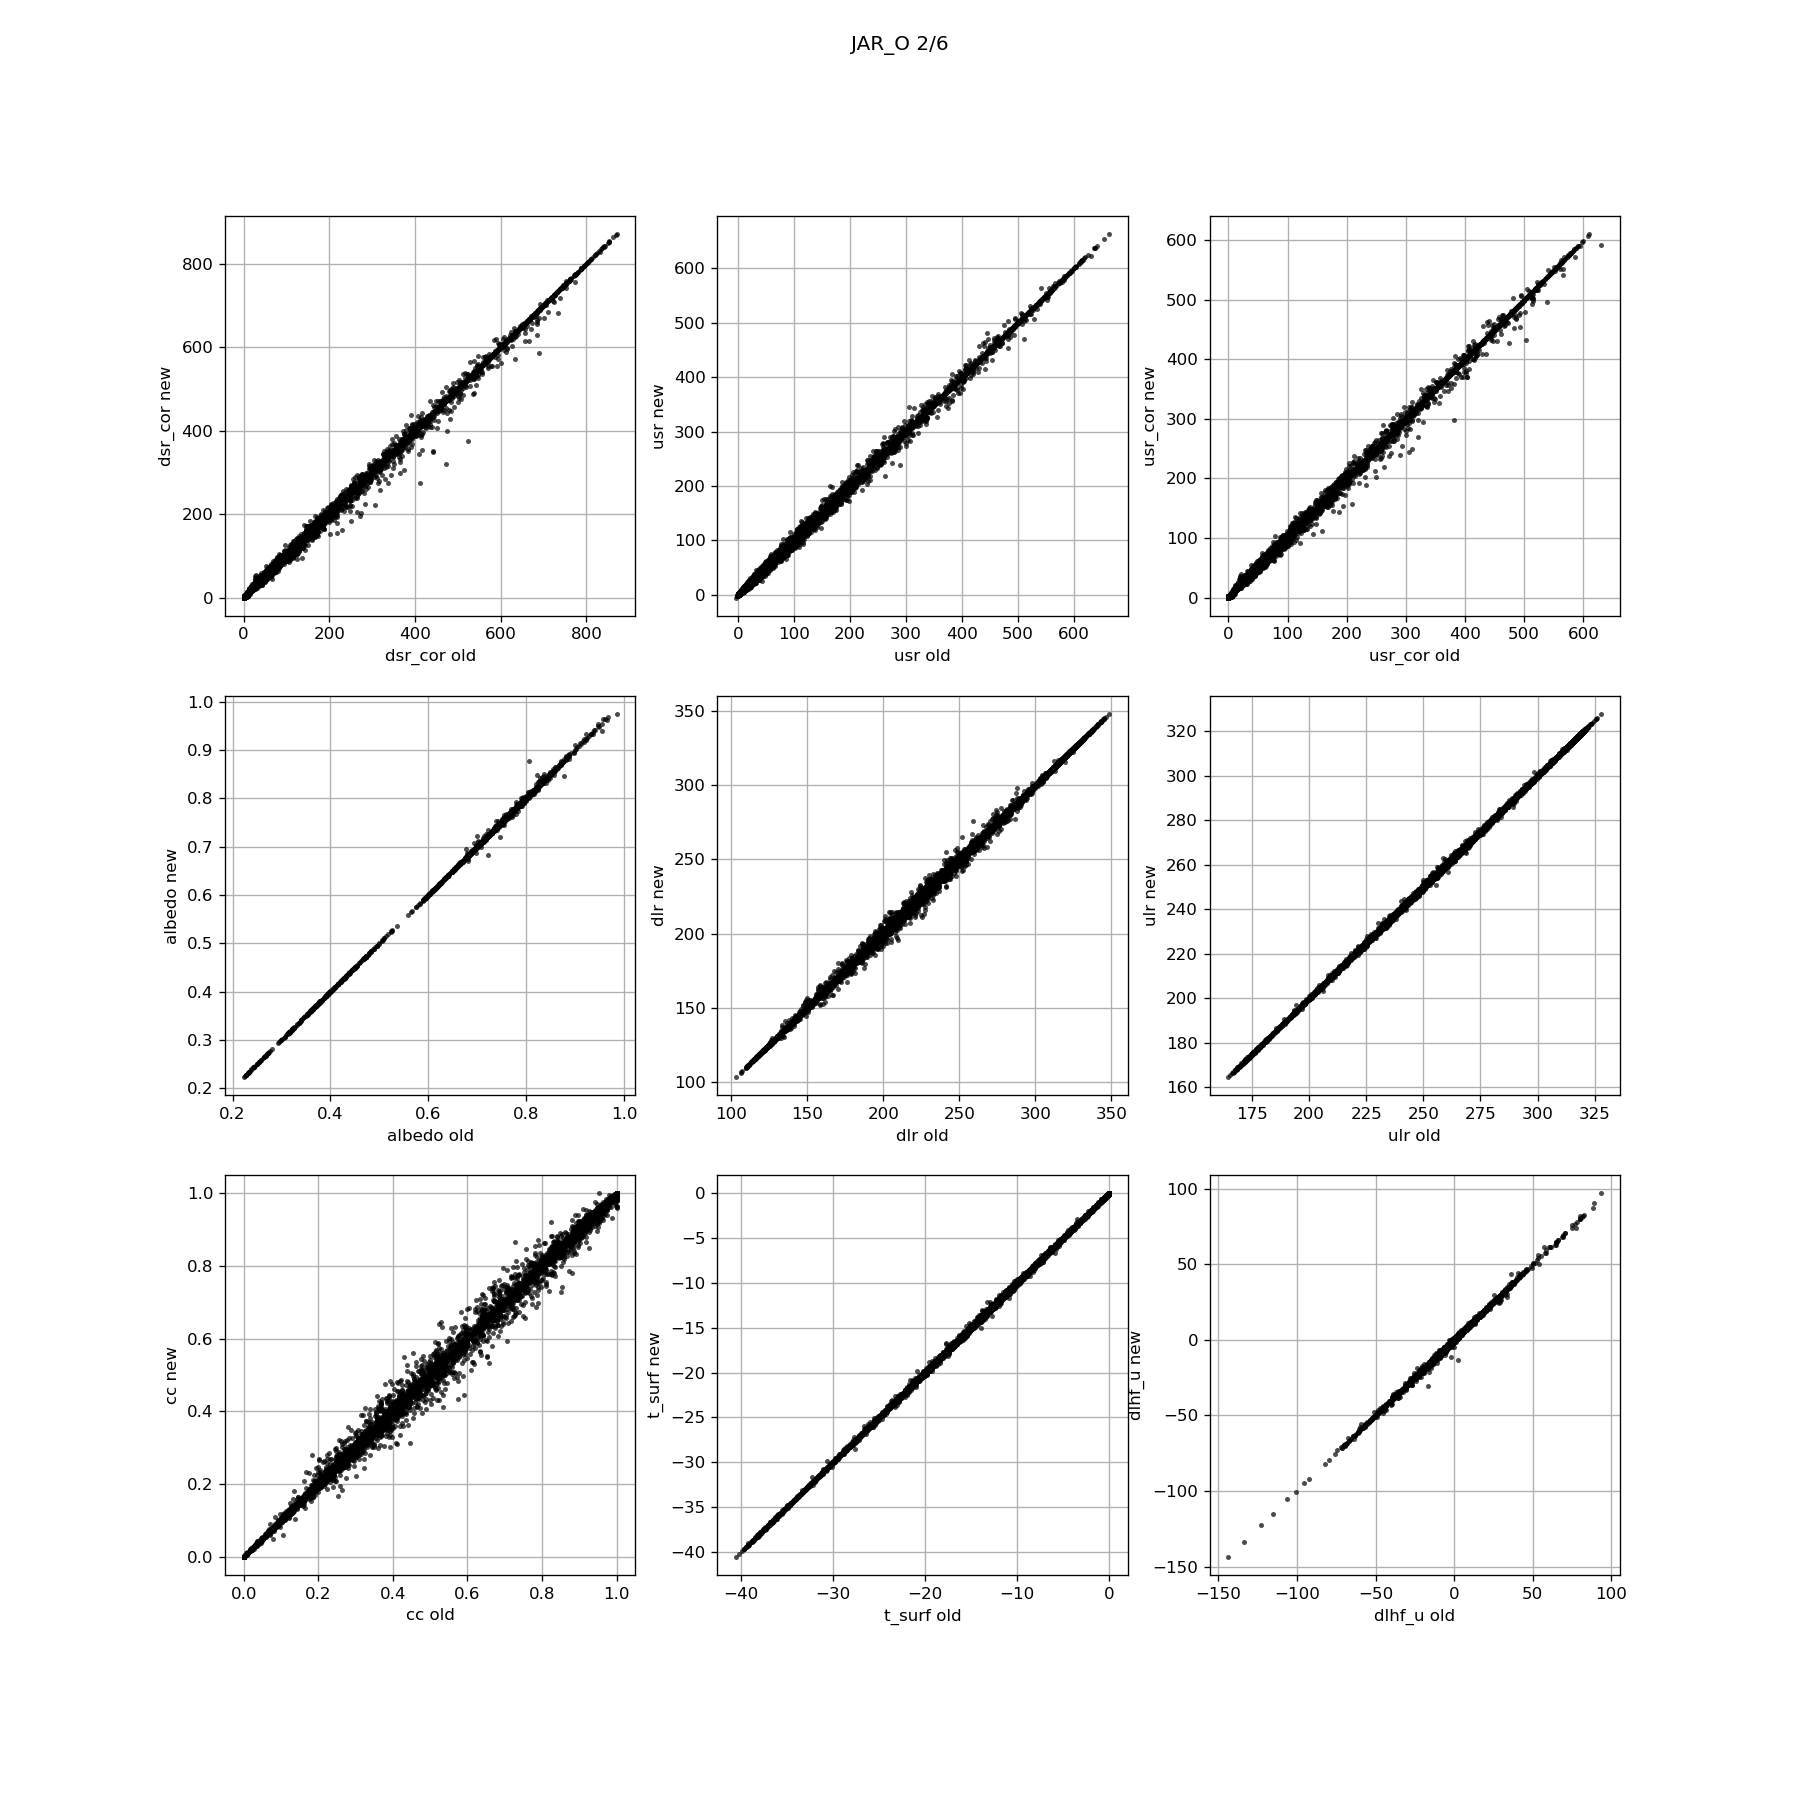 JAR_O 2/6
800
600
400
200
0
dsr_cor new
0 200 400 600 800
dsr_cor old
600
500
400
300
200
100
0
usr new
0 100 200 300 400 500 600
usr old
600
500
400
300
200
100
0
usr_cor new
0 100 200 300 400 500 600
usr_cor old
1.0
0.9
0.8
0.7
0.6
0.5
0.4
0.3
0.2
albedo new
0.2 0.4 0.6 0.8 1.0
albedo old
350
300
250
200
150
100
dlr new
100 150 200 250 300 350
dlr old
320
300
280
260
240
220
200
180
160
ulr new
175 200 225 250 275 300 325
ulr old
1.0
0.8
0.6
0.4
0.2
0.0
cc new
0.0 0.2 0.4 0.6 0.8 1.0
cc old
0
−5
−10
−15
−20
−25
−30
−35
−40
t_surf new
−40 −30 −20 −10 0
t_surf old
100
50
0
−50
−100
−150
dlhf_u new
−150 −100 −50 0 50 100
dlhf_u old